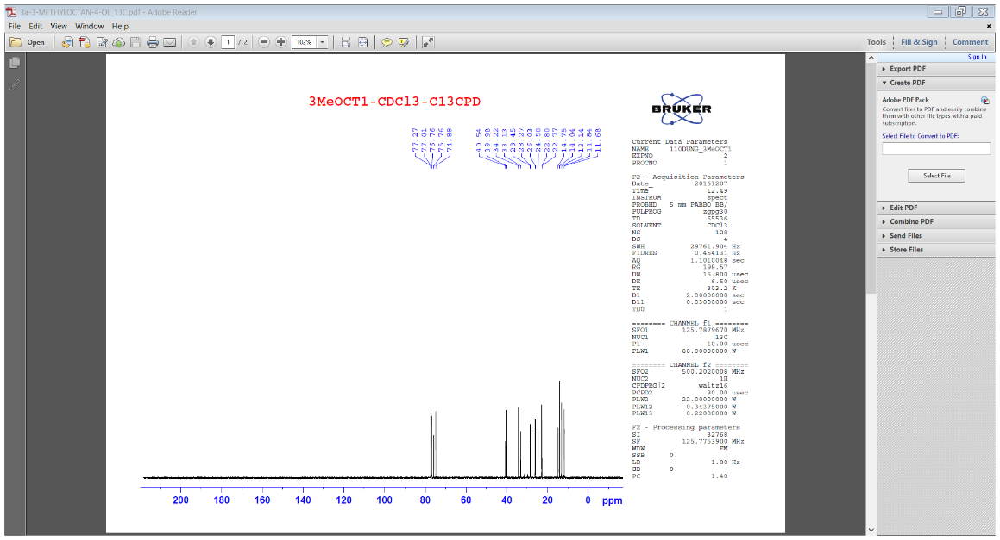 3a-3-METHYLOCTAN-4-OL_13C.pdf - Adobe Reader
File Edit View Window Help
Open 1 / 2 102% Tools Fill & Sign Comment
Sign In
Export PDF
Create PDF
Adobe PDF Pack
Convert files to PDF and easily combine
them with other file types with a paid
subscription.
Select File to Convert to PDF:
Select File
Edit PDF
Combine PDF
Send Files
Store Files
3MeOCT1-CDCl3-C13CPD
BRUKER
77.27
77.01
76.76
75.76
74.88
40.54
39.98
34.22
33.13
28.45
28.27
26.03
24.58
22.80
22.77
14.75
14.04
13.14
11.84
11.68
Current Data Parameters
NAME 110DUNG_3MeOCT1
EXPNO 2
PROCNO 1
F2 - Acquisition Parameters
Date_ 20161207
Time 12.49
INSTRUM spect
PROBHD 5 mm PABBO BB/
PULPROG zgpg30
TD 65536
SOLVENT CDCl3
NS 128
DS 4
SWH 29761.904 Hz
FIDRES 0.454131 Hz
AQ 1.1010048 sec
RG 198.57
DW 16.800 usec
DE 6.50 usec
TE 303.2 K
D1 2.00000000 sec
D11 0.03000000 sec
TD0 1
======== CHANNEL f1 ========
SFO1 125.7879670 MHz
NUC1 13C
P1 10.00 usec
PLW1 88.00000000 W
======== CHANNEL f2 ========
SFO2 500.2020008 MHz
NUC2 1H
CPDPRG[2 waltz16
PCPD2 80.00 usec
PLW2 22.00000000 W
PLW12 0.34375000 W
PLW13 0.22000000 W
F2 - Processing parameters
SI 32768
SF 125.7753900 MHz
WDW EM
SSB 0
LB 1.00 Hz
GB 0
PC 1.40
200 180 160 140 120 100 80 60 40 20 0 ppm